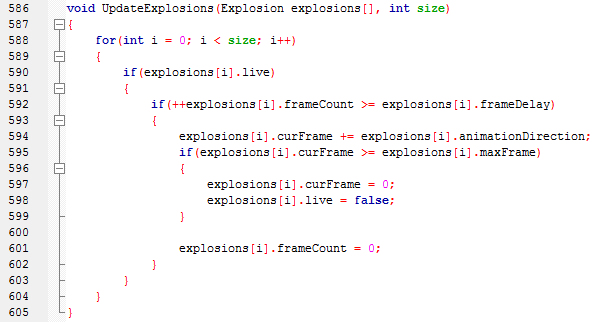 586 void UpdateExplosions(Explosion explosions[], int size)
587 {
588     for(int i = 0; i < size; i++)
589     {
590         if(explosions[i].live)
591         {
592             if(++explosions[i].frameCount >= explosions[i].frameDelay)
593             {
594                 explosions[i].curFrame += explosions[i].animationDirection;
595                 if(explosions[i].curFrame >= explosions[i].maxFrame)
596                 {
597                     explosions[i].curFrame = 0;
598                     explosions[i].live = false;
599                 }
600
601                 explosions[i].frameCount = 0;
602             }
603         }
604     }
605 }